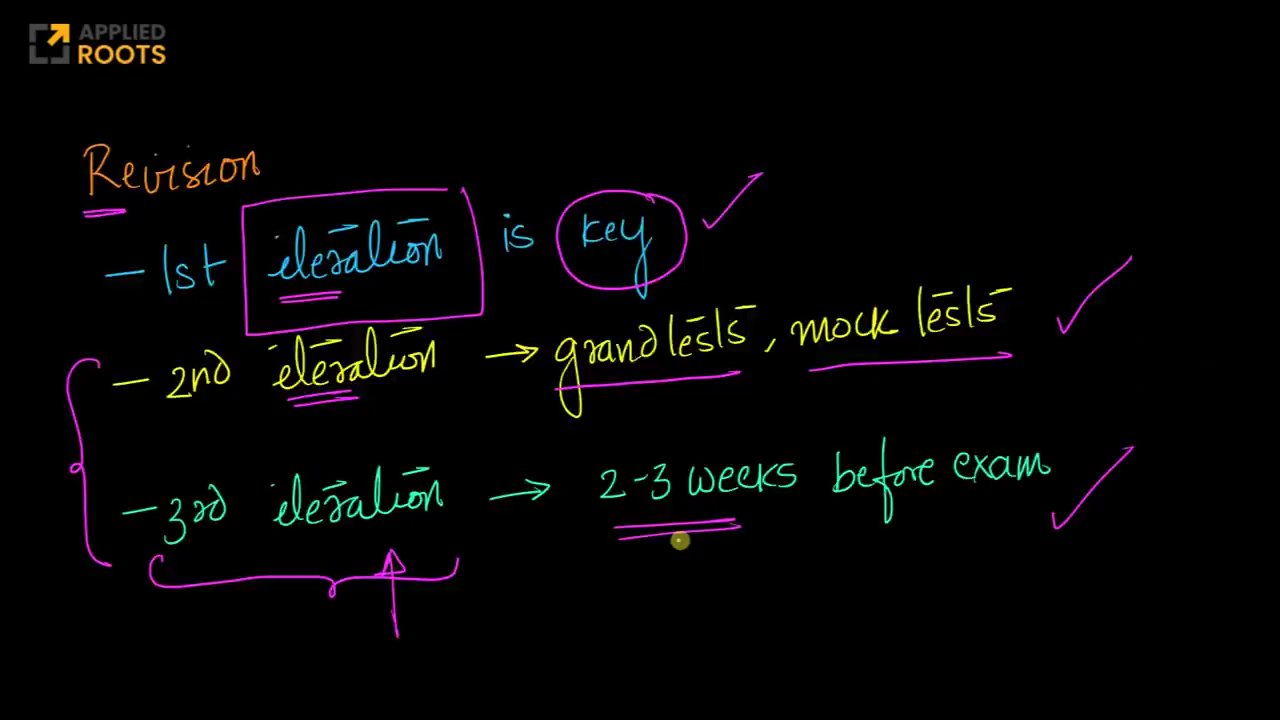 APPLIED
ROOTS
Revision
- 1st iteration is key
- 2nd iteration → grand tests, mock tests
- 3rd iteration → 2-3 weeks before exam